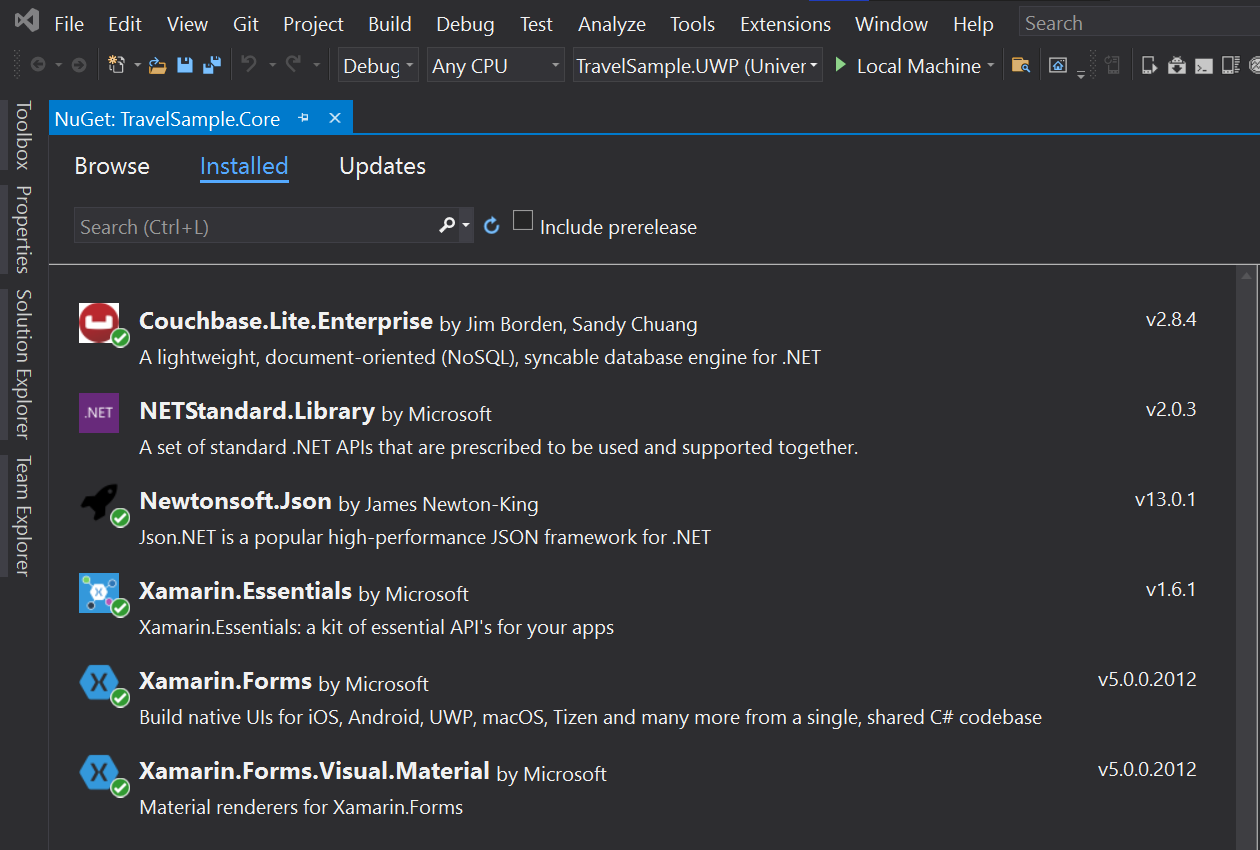 File Edit View Git Project Build Debug Test Analyze Tools Extensions Window Help Search
Debug Any CPU TravelSample.UWP (Univer Local Machine
NuGet: TravelSample.Core
Toolbox
Properties
Solution Explorer
Team Explorer
Browse Installed Updates
Search (Ctrl+L) Include prerelease
Couchbase.Lite.Enterprise by Jim Borden, Sandy Chuang v2.8.4
A lightweight, document-oriented (NoSQL), syncable database engine for .NET
.NET NETStandard.Library by Microsoft v2.0.3
A set of standard .NET APIs that are prescribed to be used and supported together.
Newtonsoft.Json by James Newton-King v13.0.1
Json.NET is a popular high-performance JSON framework for .NET
Xamarin.Essentials by Microsoft v1.6.1
Xamarin.Essentials: a kit of essential API's for your apps
Xamarin.Forms by Microsoft v5.0.0.2012
Build native UIs for iOS, Android, UWP, macOS, Tizen and many more from a single, shared C# codebase
Xamarin.Forms.Visual.Material by Microsoft v5.0.0.2012
Material renderers for Xamarin.Forms